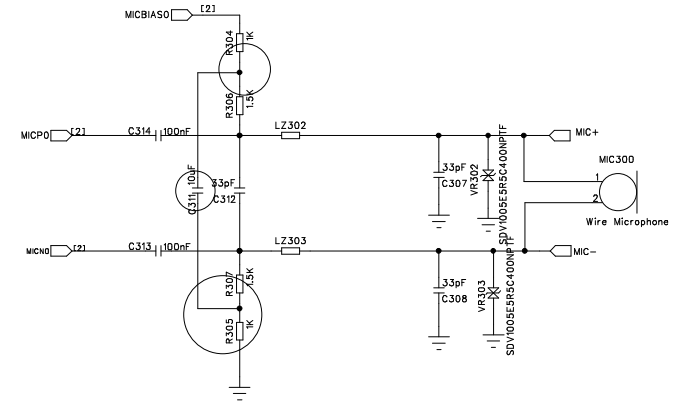 MICBIAS0 [2]
R304 1K
R306 1.5K
MICP0 [2] C314 100nF LZ302 MIC+
C311 10uF
33pF
C312
33pF
C307
VR302
SDV1005E5R5C400NPTF
MIC300
1
2
Wire Microphone
MICN0 [2] C313 100nF LZ303 MIC-
R307 1.5K
R305 1K
33pF
C308
VR303
SDV1005E5R5C400NPTF